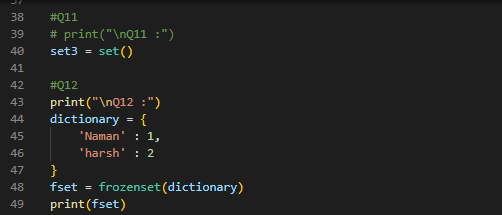 38 #Q11
39 # print("\nQ11 :")
40 set3 = set()
41
42 #Q12
43 print("\nQ12 :")
44 dictionary = {
45     'Naman' : 1,
46     'harsh' : 2
47 }
48 fset = frozenset(dictionary)
49 print(fset)